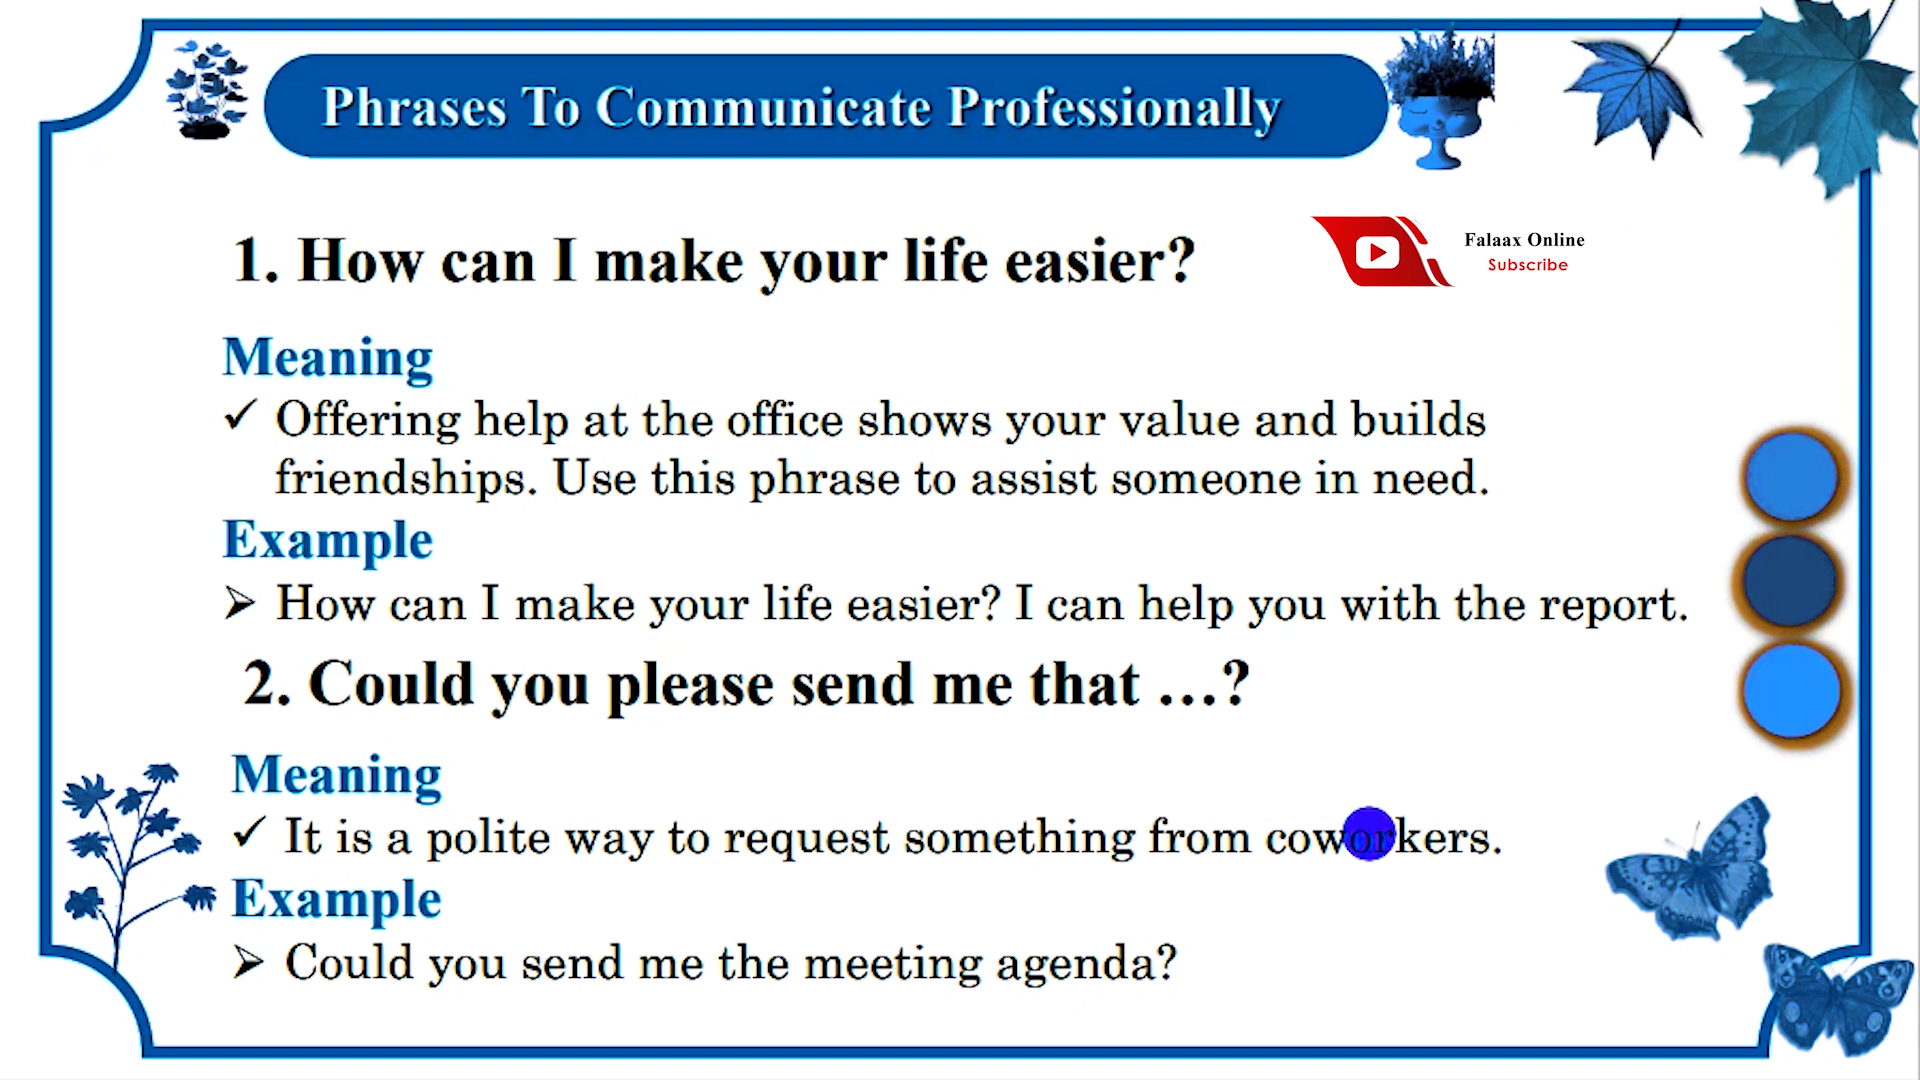 Phrases To Communicate Professionally
1. How can I make your life easier?
Falaax Online
Subscribe
Meaning
✓ Offering help at the office shows your value and builds
friendships. Use this phrase to assist someone in need.
Example
➢ How can I make your life easier? I can help you with the report.
2. Could you please send me that …?
Meaning
✓ It is a polite way to request something from coworkers.
Example
➢ Could you send me the meeting agenda?